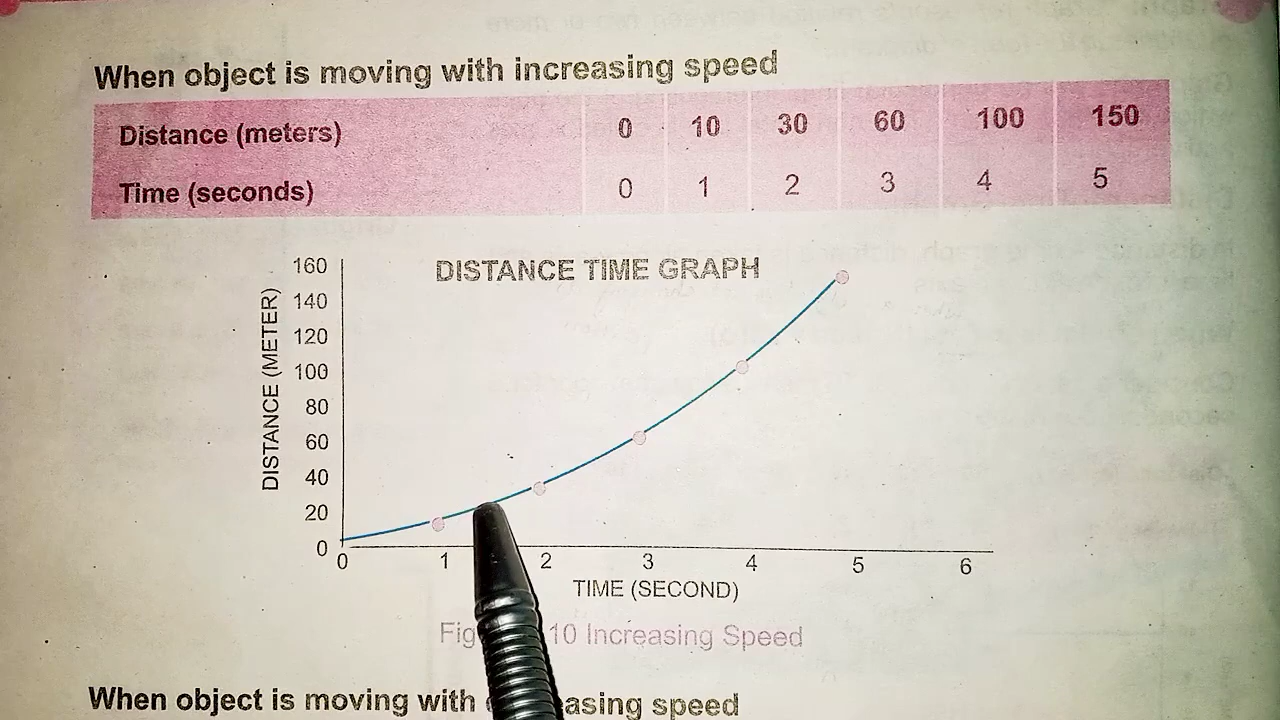 When object is moving with increasing speed
Distance (meters) 0 10 30 60 100 150
Time (seconds) 0 1 2 3 4 5
DISTANCE TIME GRAPH
DISTANCE (METER)
160
140
120
100
80
60
40
20
0
0 1 2 3 4 5 6
TIME (SECOND)
10 Increasing Speed
When object is moving with speed